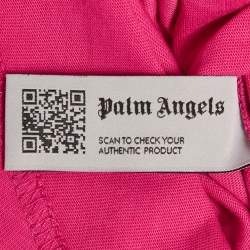 Palm Angels
SCAN TO CHECK YOUR
AUTHENTIC PRODUCT